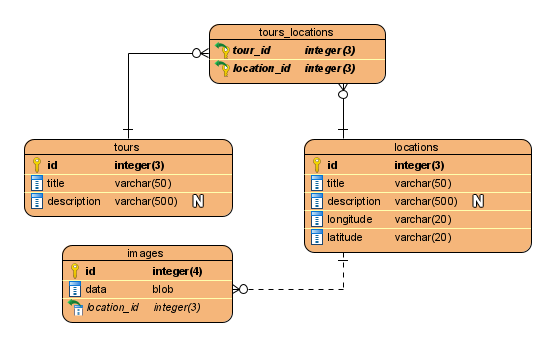 tours_locations
tour_id integer(3)
location_id integer(3)
tours
id integer(3)
title varchar(50)
description varchar(500) N
locations
id integer(3)
title varchar(50)
description varchar(500) N
longitude varchar(20)
latitude varchar(20)
images
id integer(4)
data blob
location_id integer(3)